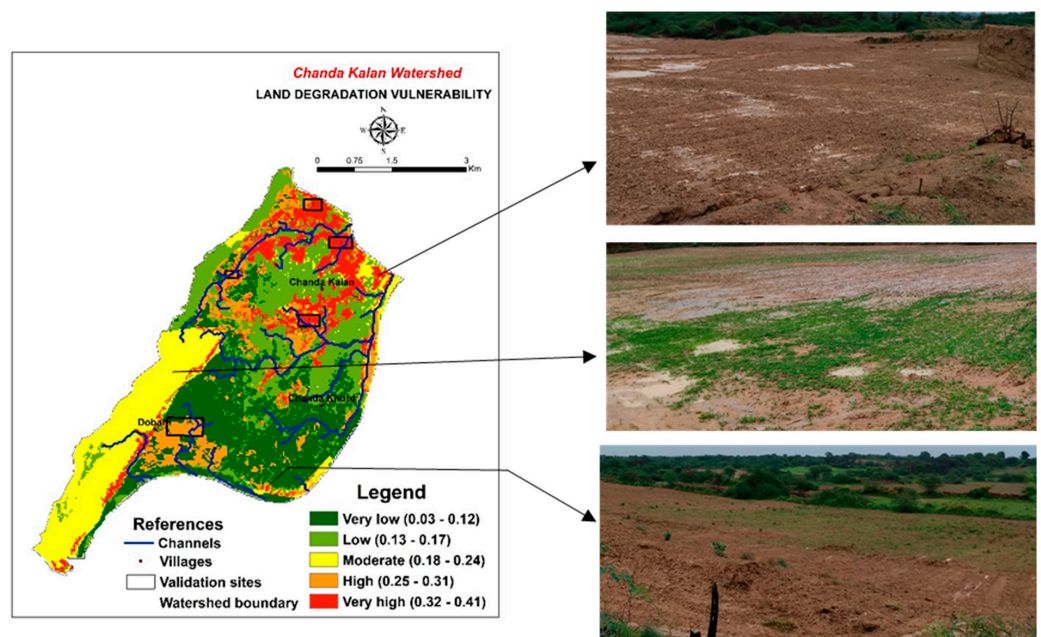 Chanda Kalan Watershed
LAND DEGRADATION VULNERABILITY
N
W E
S
0 0.75 1.5 3
Km
Chanda Kalan
Chanda Khurd
Legend
Very low (0.03 - 0.12)
Low (0.13 - 0.17)
Moderate (0.18 - 0.24)
High (0.25 - 0.31)
Very high (0.32 - 0.41)
References
Channels
Villages
Validation sites
Watershed boundary